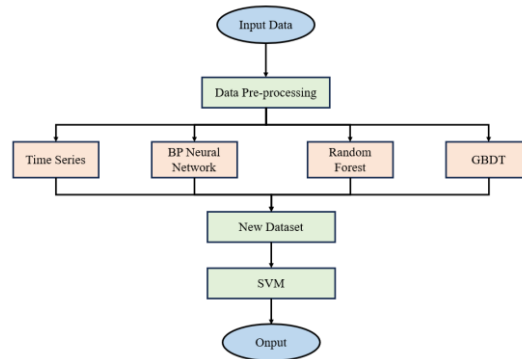 Input Data
Data Pre-processing
Time Series
BP Neural
Network
Random
Forest
GBDT
New Dataset
SVM
Onput